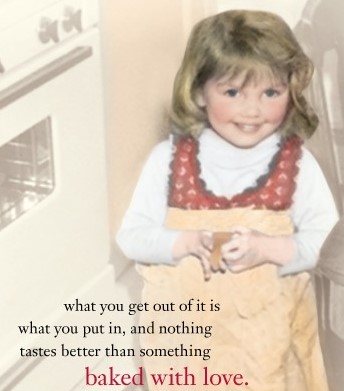 what you get out of it is
what you put in, and nothing
tastes better than something
baked with love.